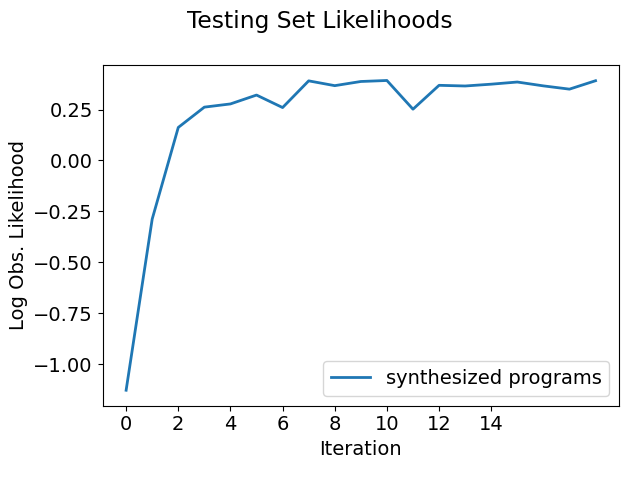 Testing Set Likelihoods
Log Obs. Likelihood
0.25
0.00
−0.25
−0.50
−0.75
−1.00
synthesized programs
0 2 4 6 8 10 12 14
Iteration